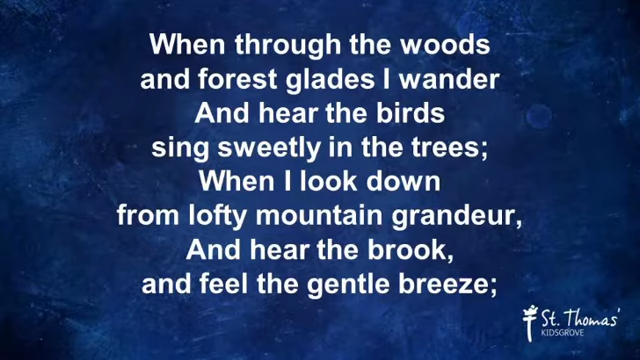 When through the woods
and forest glades I wander
And hear the birds
sing sweetly in the trees;
When I look down
from lofty mountain grandeur,
And hear the brook,
and feel the gentle breeze;
St. Thomas'
KIDSGROVE